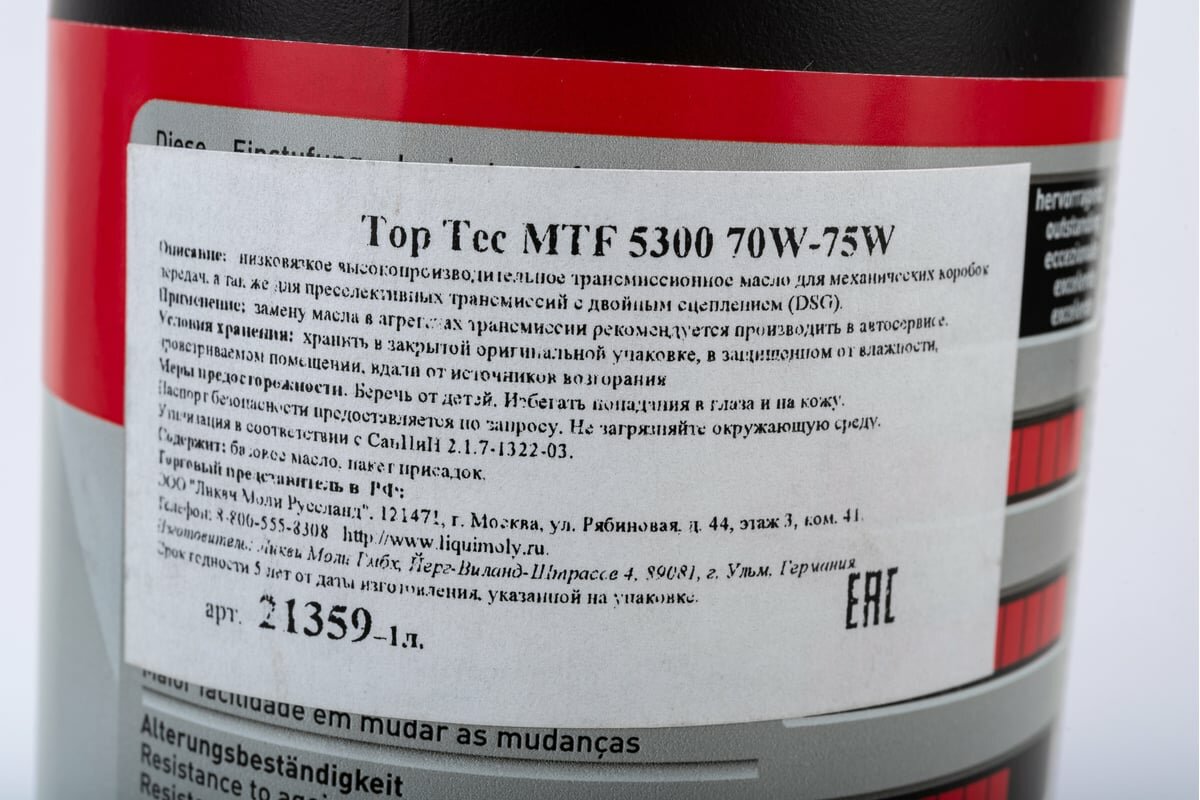 Diese Einstufung
hervorragend
outstanding
Top Tec MTF 5300 70W-75W
Описание: низковязкое высокопроизводительное трансмиссионное масло для механических коробок
передач, а так же для преселективных трансмиссий с двойным сцеплением (DSG).
Применение: замену масла в агрегатах трансмиссии рекомендуется производить в автосервисе.
Условия хранения: хранить в закрытой оригинальной упаковке, в защищенном от влажности,
проветриваемом помещении, вдали от источников возгорания
Меры предосторожности. Беречь от детей. Избегать попадания в глаза и на кожу.
Паспорт безопасности предоставляется по запросу. Не загрязняйте окружающую среду.
Утилизация в соответствии с СанПиН 2.1.7-1322-03.
Содержит: базовое масло, пакет присадок.
Торговый представитель в РФ:
ООО "Ликви Моли Руссланд". 121471, г. Москва, ул. Рябиновая, д. 44, этаж 3, ком. 41.
Телефон: 8-800-555-8308 http://www.liquimoly.ru.
Изготовитель: Ликви Моли Гмбх, Йерг-Виланд-Штрассе 4, 89081, г. Ульм, Германия
Срок годности 5 лет от даты изготовления, указанной на упаковке.
EAC
арт. 21359-1л.
Maior facilidade em mudar as mudanças
Alterungsbeständigkeit
Resistance to ageing